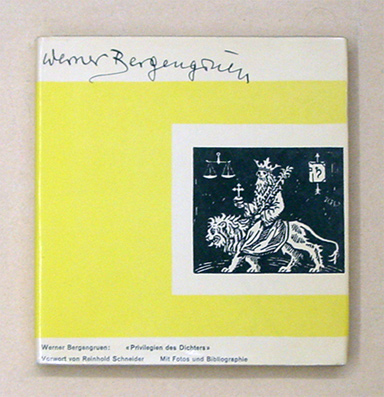 Werner Bergengruen
Werner Bergengruen: «Privilegien des Dichters»
Vorwort von Reinhold Schneider Mit Fotos und Bibliographie